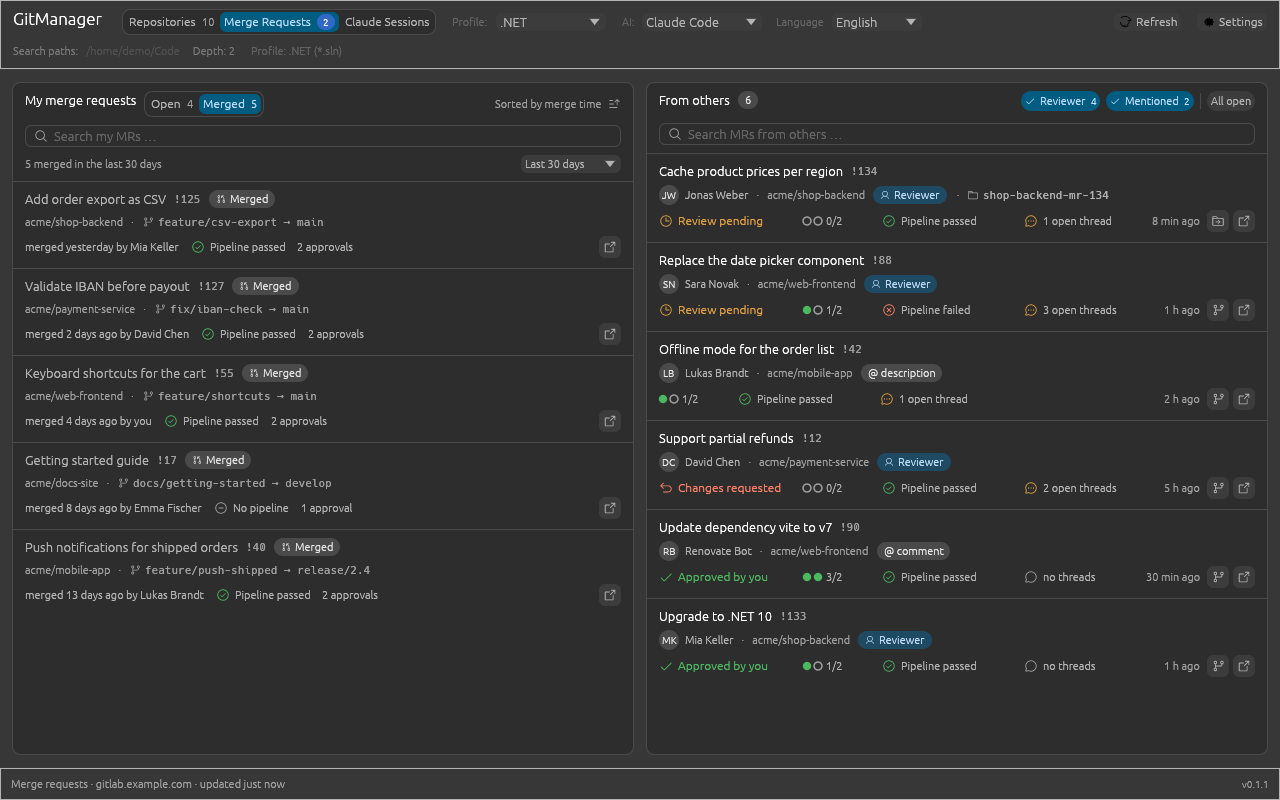 GitManager Repositories 10 Merge Requests 2 Claude Sessions Profile: .NET AI: Claude Code Language English Refresh Settings
Search paths: /home/demo/Code Depth: 2 Profile: .NET (*.sln)
My merge requests Open 4 Merged 5 Sorted by merge time
Search my MRs ...
5 merged in the last 30 days Last 30 days
Add order export as CSV !125 Merged
acme/shop-backend · feature/csv-export → main
merged yesterday by Mia Keller Pipeline passed 2 approvals
Validate IBAN before payout !127 Merged
acme/payment-service · fix/iban-check → main
merged 2 days ago by David Chen Pipeline passed 2 approvals
Keyboard shortcuts for the cart !55 Merged
acme/web-frontend · feature/shortcuts → main
merged 4 days ago by you Pipeline passed 2 approvals
Getting started guide !17 Merged
acme/docs-site · docs/getting-started → develop
merged 8 days ago by Emma Fischer No pipeline 1 approval
Push notifications for shipped orders !40 Merged
acme/mobile-app · feature/push-shipped → release/2.4
merged 13 days ago by Lukas Brandt Pipeline passed 2 approvals
From others 6 Reviewer 4 Mentioned 2 All open
Search MRs from others ...
Cache product prices per region !134
JW Jonas Weber · acme/shop-backend Reviewer · shop-backend-mr-134
Review pending 0/2 Pipeline passed 1 open thread 8 min ago
Replace the date picker component !88
SN Sara Novak · acme/web-frontend Reviewer
Review pending 1/2 Pipeline failed 3 open threads 1 h ago
Offline mode for the order list !42
LB Lukas Brandt · acme/mobile-app @ description
1/2 Pipeline passed 1 open thread 2 h ago
Support partial refunds !12
DC David Chen · acme/payment-service Reviewer
Changes requested 0/2 Pipeline passed 2 open threads 5 h ago
Update dependency vite to v7 !90
RB Renovate Bot · acme/web-frontend @ comment
Approved by you 3/2 Pipeline passed no threads 30 min ago
Upgrade to .NET 10 !133
MK Mia Keller · acme/shop-backend Reviewer
Approved by you 1/2 Pipeline passed no threads 1 h ago
Merge requests · gitlab.example.com · updated just now v0.1.1